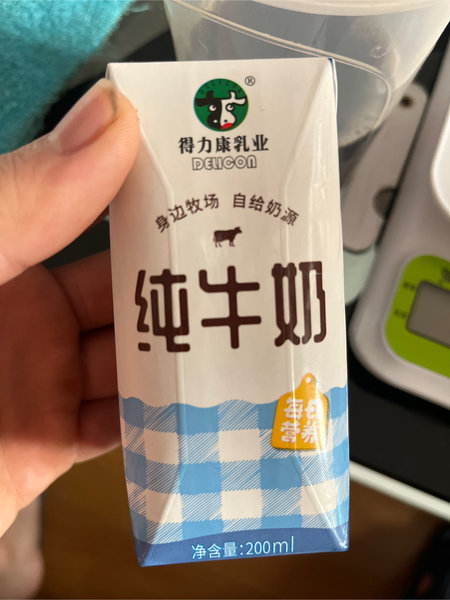 ®
得力康乳业
DELICON
身边牧场 自给奶源
纯牛奶
每日
营养
净含量:200ml